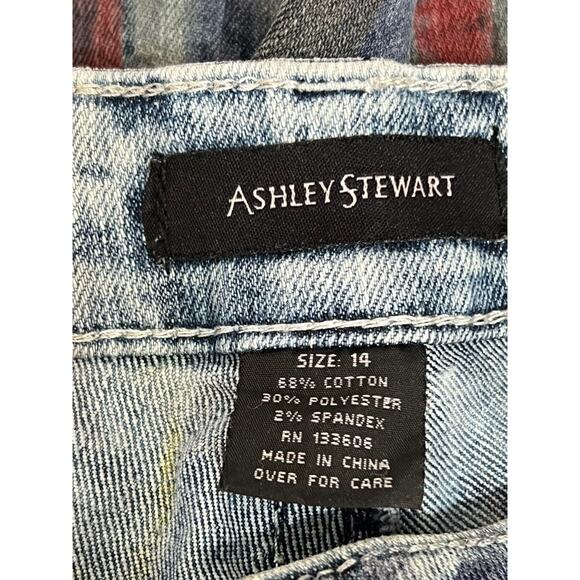 ASHLEY STEWART
SIZE: 14
68% COTTON
30% POLYESTER
2% SPANDEX
RN 133606
MADE IN CHINA
OVER FOR CARE